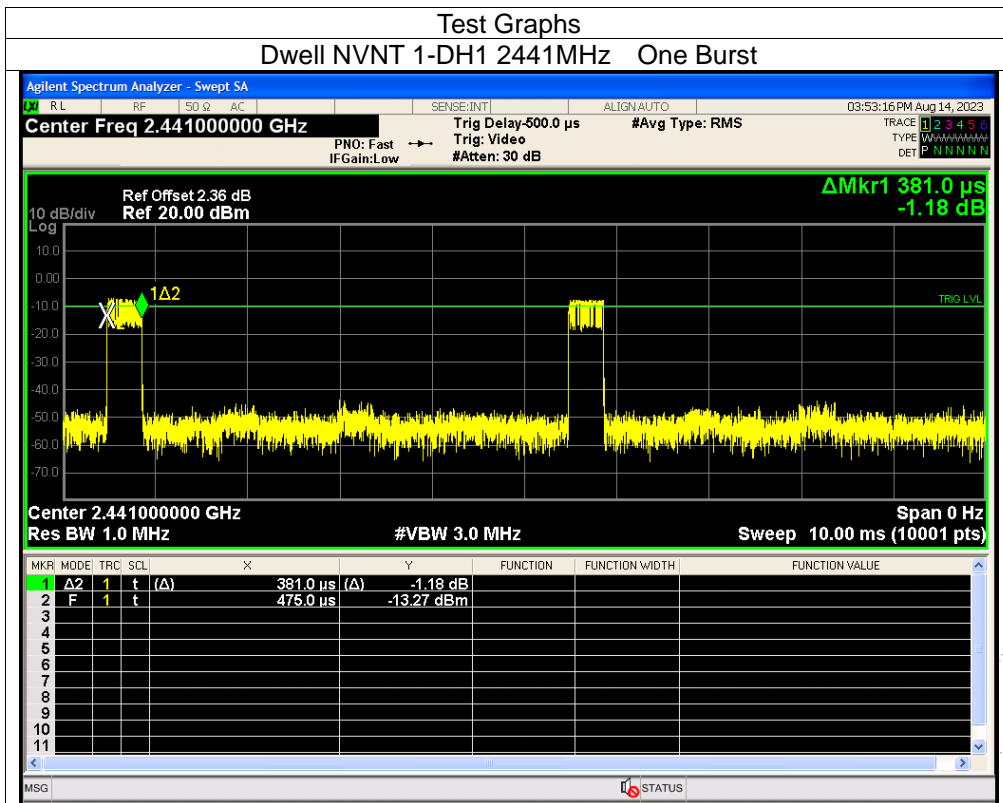 Test Graphs
Dwell NVNT 1-DH1 2441MHz One Burst
Agilent Spectrum Analyzer - Swept SA
LXI RL RF 50 Ω AC SENSE:INT ALIGN AUTO 03:53:16 PM Aug 14, 2023
Center Freq 2.441000000 GHz Trig Delay-500.0 µs #Avg Type: RMS TRACE 1 2 3 4 5 6
PNO: Fast Trig: Video TYPE WWWWWW
IFGain:Low #Atten: 30 dB DET P N N N N N
ΔMkr1 381.0 µs
-1.18 dB
Ref Offset 2.36 dB
10 dB/div Ref 20.00 dBm
Log
10.0
0.00
1Δ2
-10.0
TRIG LVL
-20.0
-30.0
-40.0
-50.0
-60.0
-70.0
Center 2.441000000 GHz Span 0 Hz
Res BW 1.0 MHz #VBW 3.0 MHz Sweep 10.00 ms (10001 pts)
MKR MODE TRC SCL X Y FUNCTION FUNCTION WIDTH FUNCTION VALUE
1 Δ2 1 t (Δ) 381.0 µs (Δ) -1.18 dB
2 F 1 t 475.0 µs -13.27 dBm
3
4
5
6
7
8
9
10
11
MSG STATUS